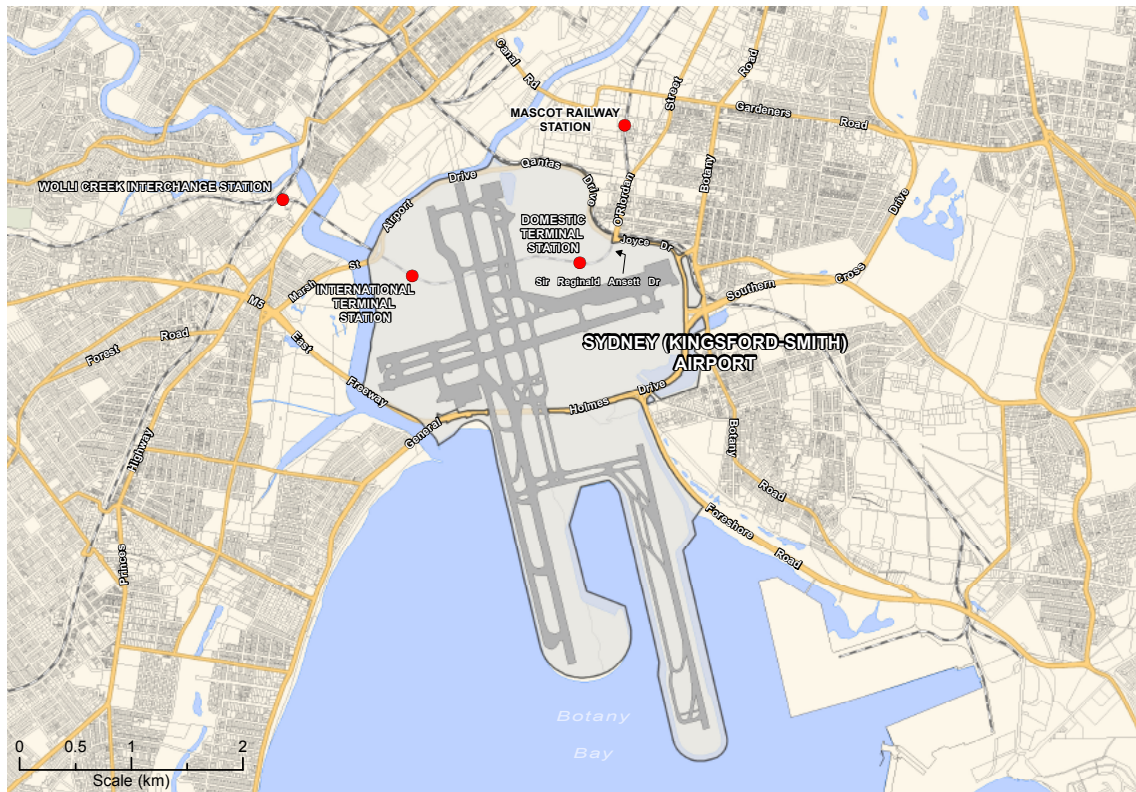 Canal Rd
Street
Road
Gardeners Road
MASCOT RAILWAY
STATION
Qantas Drive
Airport Drive
Botany
O'Riordan
WOLLI CREEK INTERCHANGE STATION
DOMESTIC
TERMINAL
STATION
Joyce Dr
Drive
Sir Reginald Ansett Dr
Southern Cross
Marsh St
INTERNATIONAL
TERMINAL
STATION
M5
East
Freeway
Forest Road
SYDNEY (KINGSFORD-SMITH)
AIRPORT
General
Holmes
Drive
Highway
Princes
Botany
Road
Foreshore
Road
Botany
Bay
0 0.5 1 2
Scale (km)